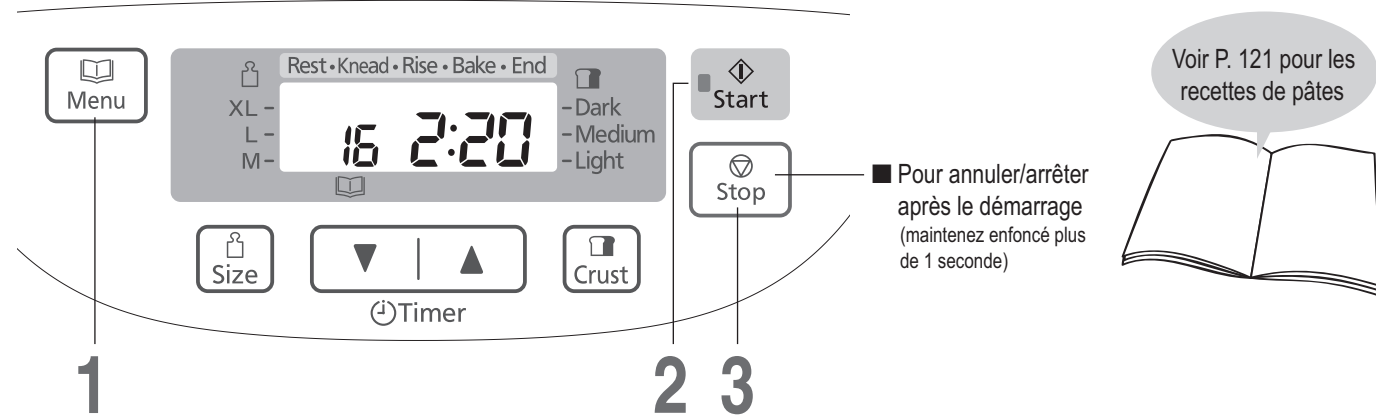 Menu
Rest • Knead • Rise • Bake • End
XL -
L -
M -
16 2:20
- Dark
- Medium
- Light
Start
Stop
Size
Timer
Crust
1
2
3
■ Pour annuler/arrêter
après le démarrage
(maintenez enfoncé plus
de 1 seconde)
Voir P. 121 pour les
recettes de pâtes